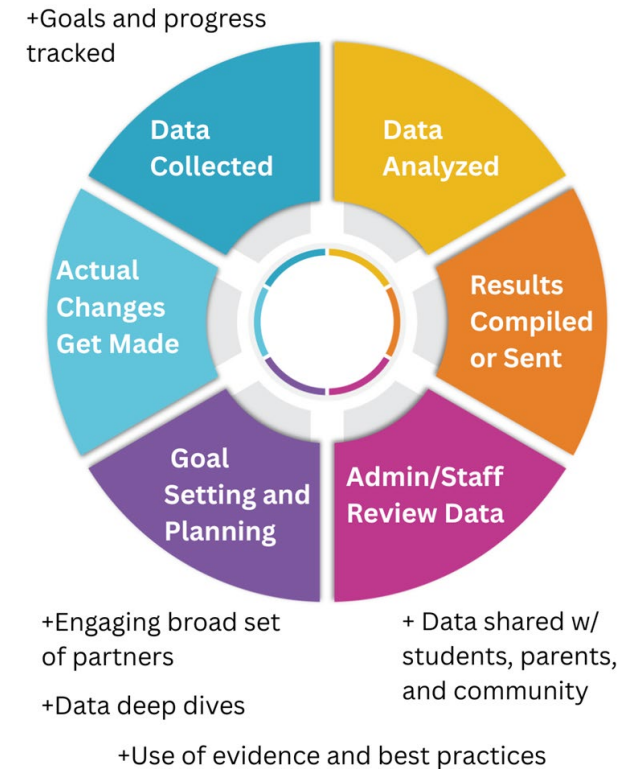 +Goals and progress
tracked
Data
Collected
Data
Analyzed
Results
Compiled
or Sent
Admin/Staff
Review Data
Goal
Setting and
Planning
Actual
Changes
Get Made
+Engaging broad set
of partners
+Data deep dives
+ Data shared w/
students, parents,
and community
+Use of evidence and best practices